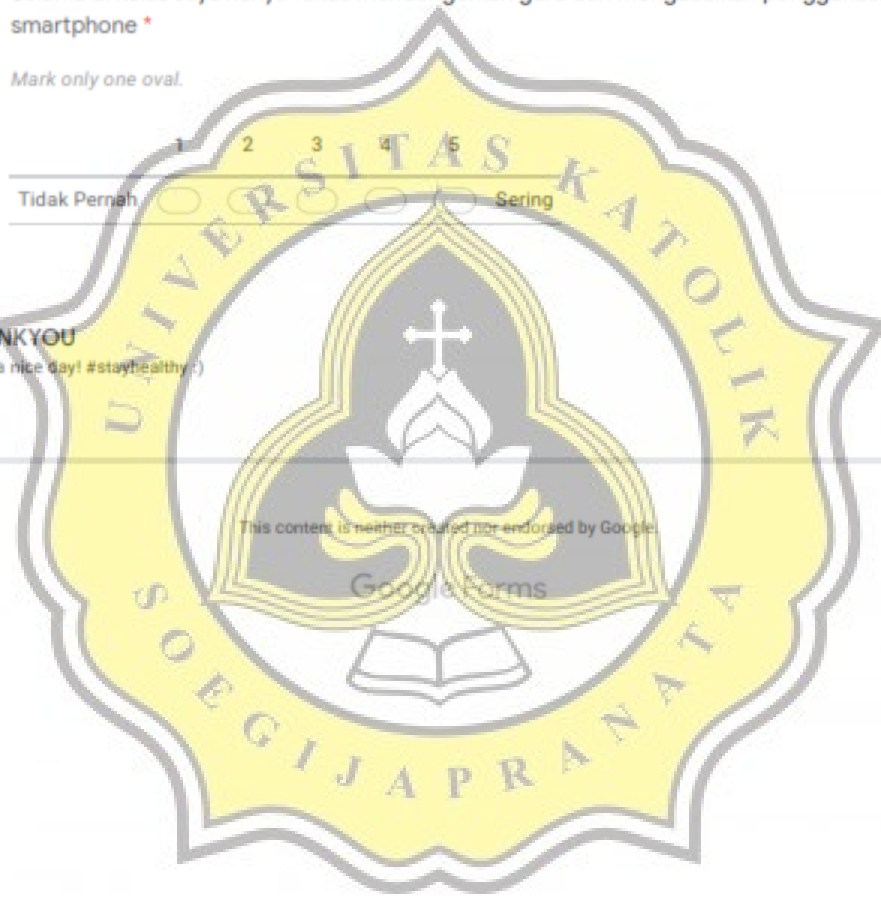 smartphone *
Mark only one oval.
1 2 3 4 5
Tidak Pernah Sering
NKYOU
a nice day! #stayhealthy :)
This content is neither created nor endorsed by Google.
Google Forms
UNIVERSITAS KATOLIK
SOEGIJAPRANATA